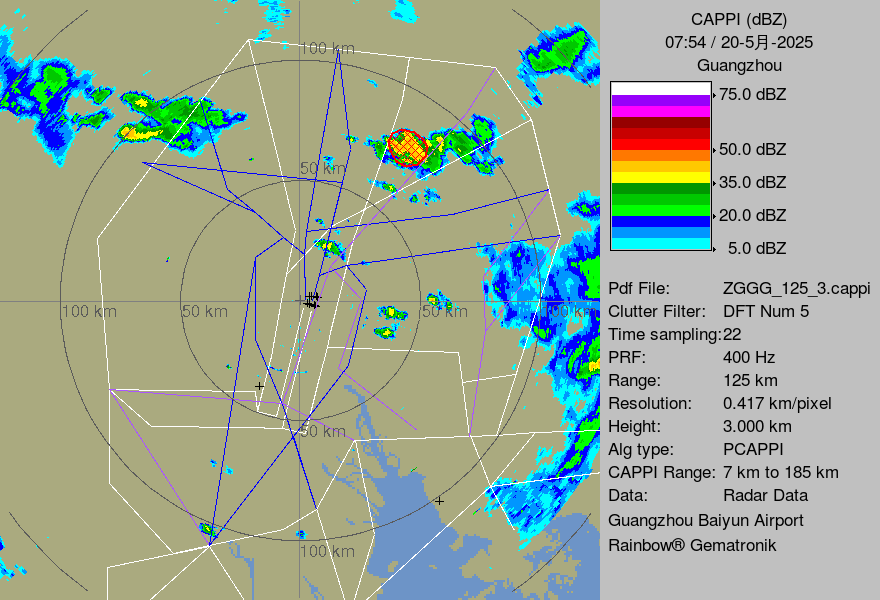 CAPPI (dBZ)
07:54 / 20-5月-2025
Guangzhou
75.0 dBZ
50.0 dBZ
35.0 dBZ
20.0 dBZ
5.0 dBZ
Pdf File: ZGGG_125_3.cappi
Clutter Filter: DFT Num 5
Time sampling:22
PRF: 400 Hz
Range: 125 km
Resolution: 0.417 km/pixel
Height: 3.000 km
Alg type: PCAPPI
CAPPI Range: 7 km to 185 km
Data: Radar Data
Guangzhou Baiyun Airport
Rainbow® Gematronik
100 km
50 km
100 km
50 km
50 km
100 km
50 km
100 km